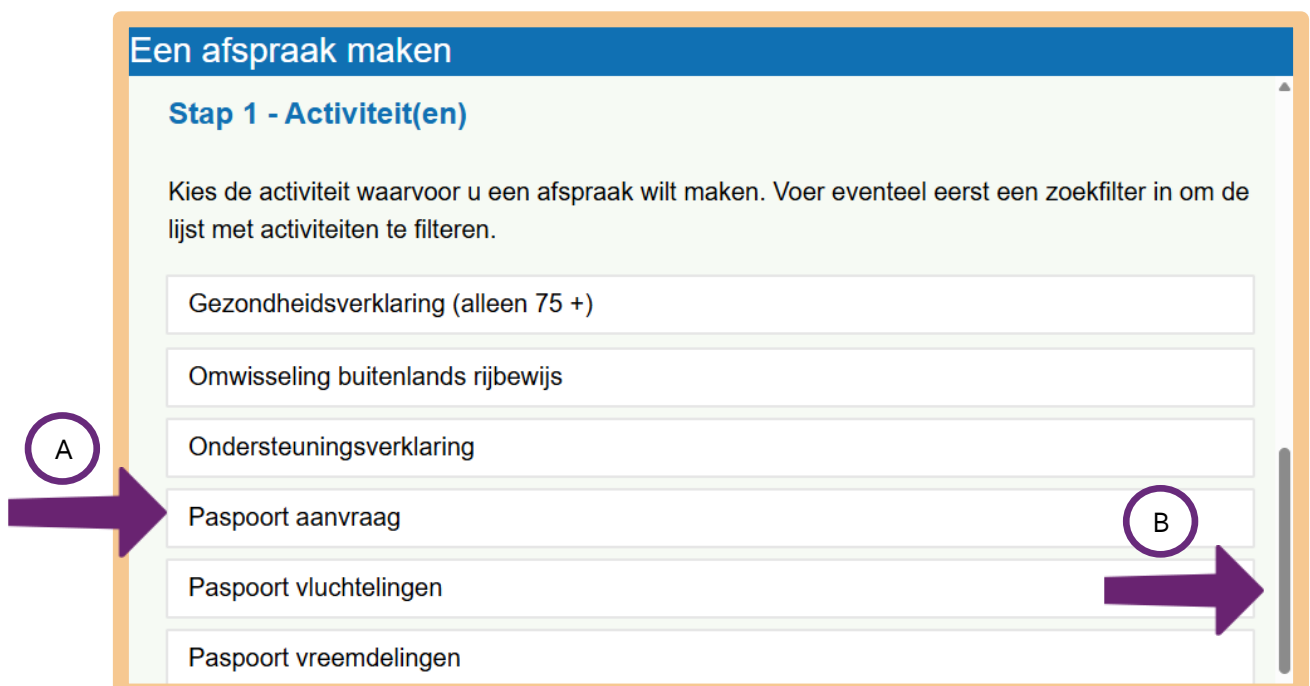 Een afspraak maken
Stap 1 - Activiteit(en)
Kies de activiteit waarvoor u een afspraak wilt maken. Voer eventeel eerst een zoekfilter in om de
lijst met activiteiten te filteren.
Gezondheidsverklaring (alleen 75 +)
Omwisseling buitenlands rijbewijs
Ondersteuningsverklaring
A
Paspoort aanvraag
B
Paspoort vluchtelingen
Paspoort vreemdelingen